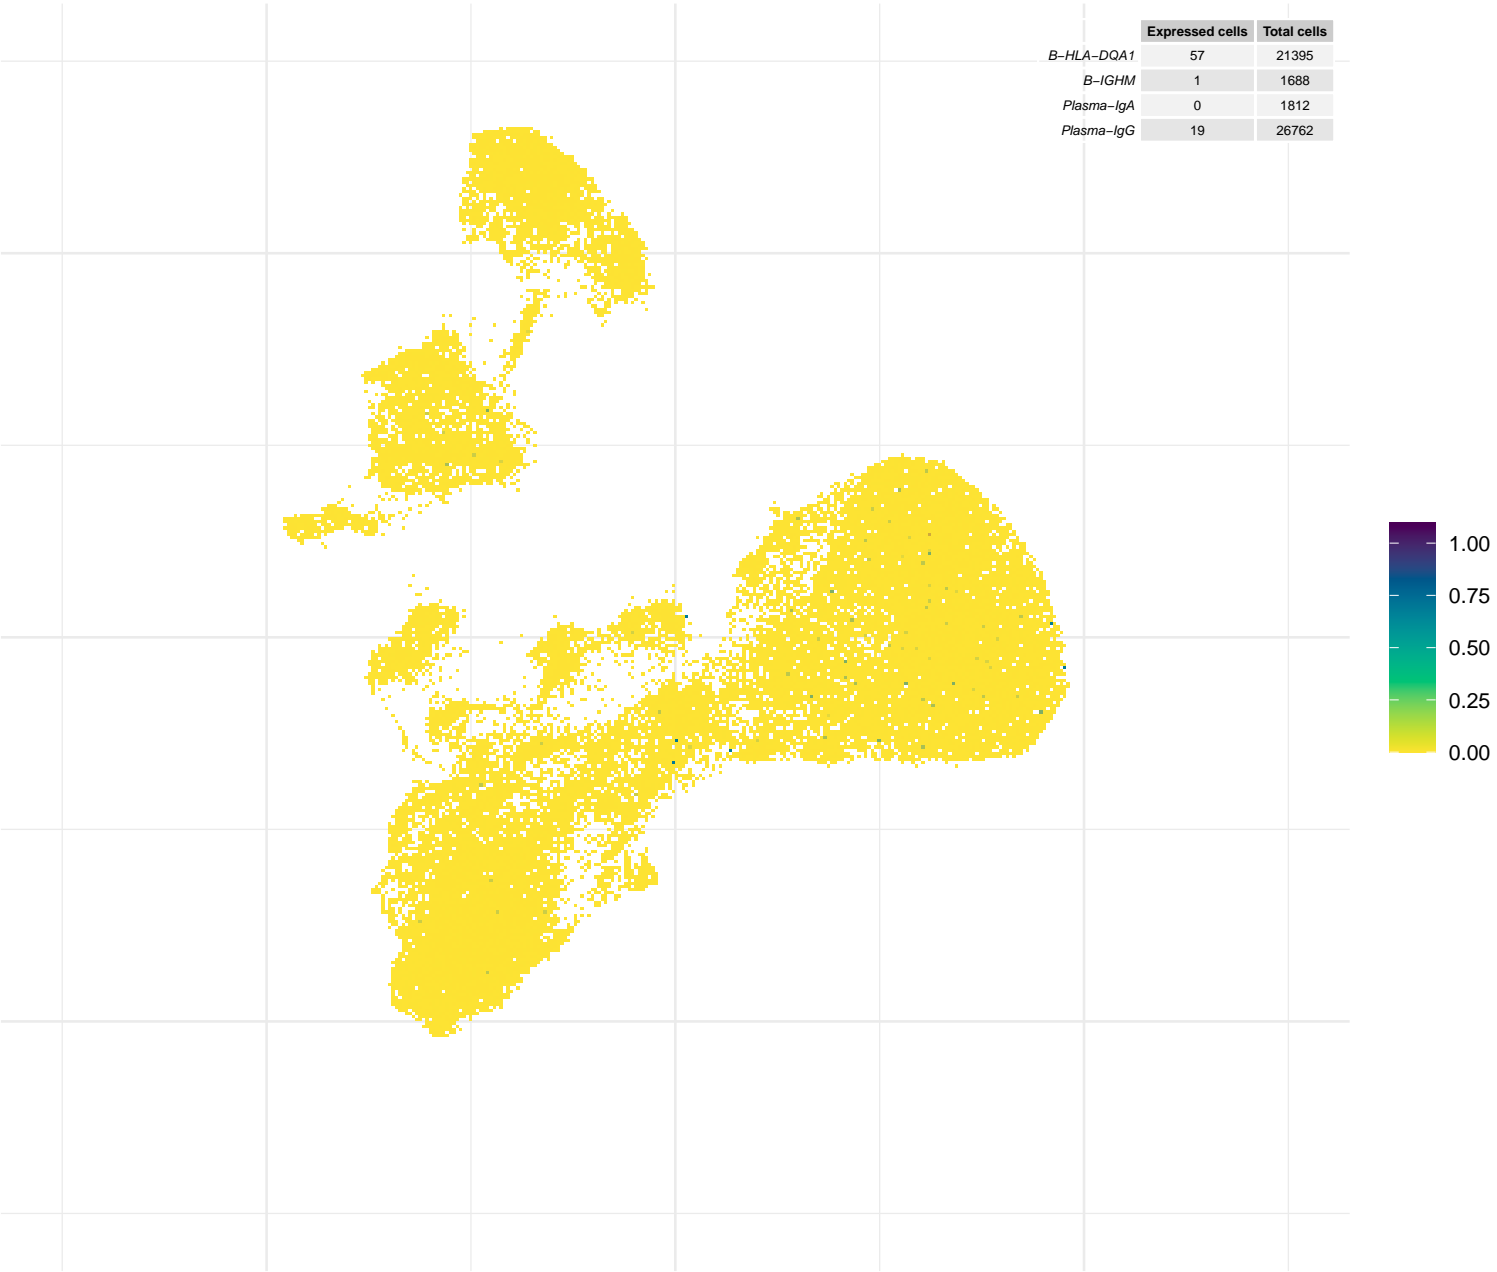 Expressed cells Total cells
B−HLA−DQA1 57 21395
B−IGHM 1 1688
Plasma−IgA 0 1812
Plasma−IgG 19 26762
1.00
0.75
0.50
0.25
0.00